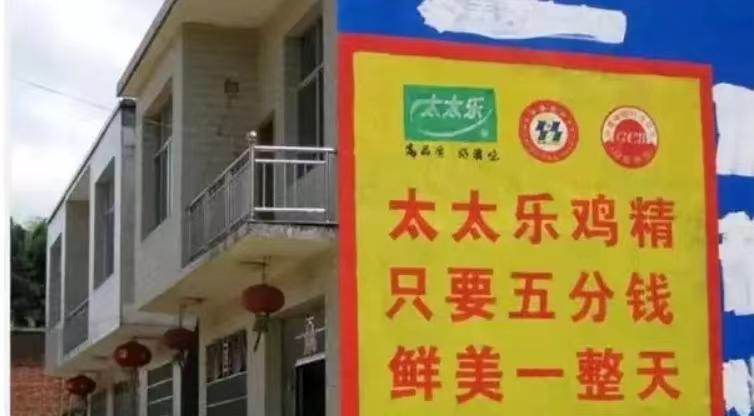 太太乐
高品质 好滋味
GCB
太太乐鸡精
只要五分钱
鲜美一整天